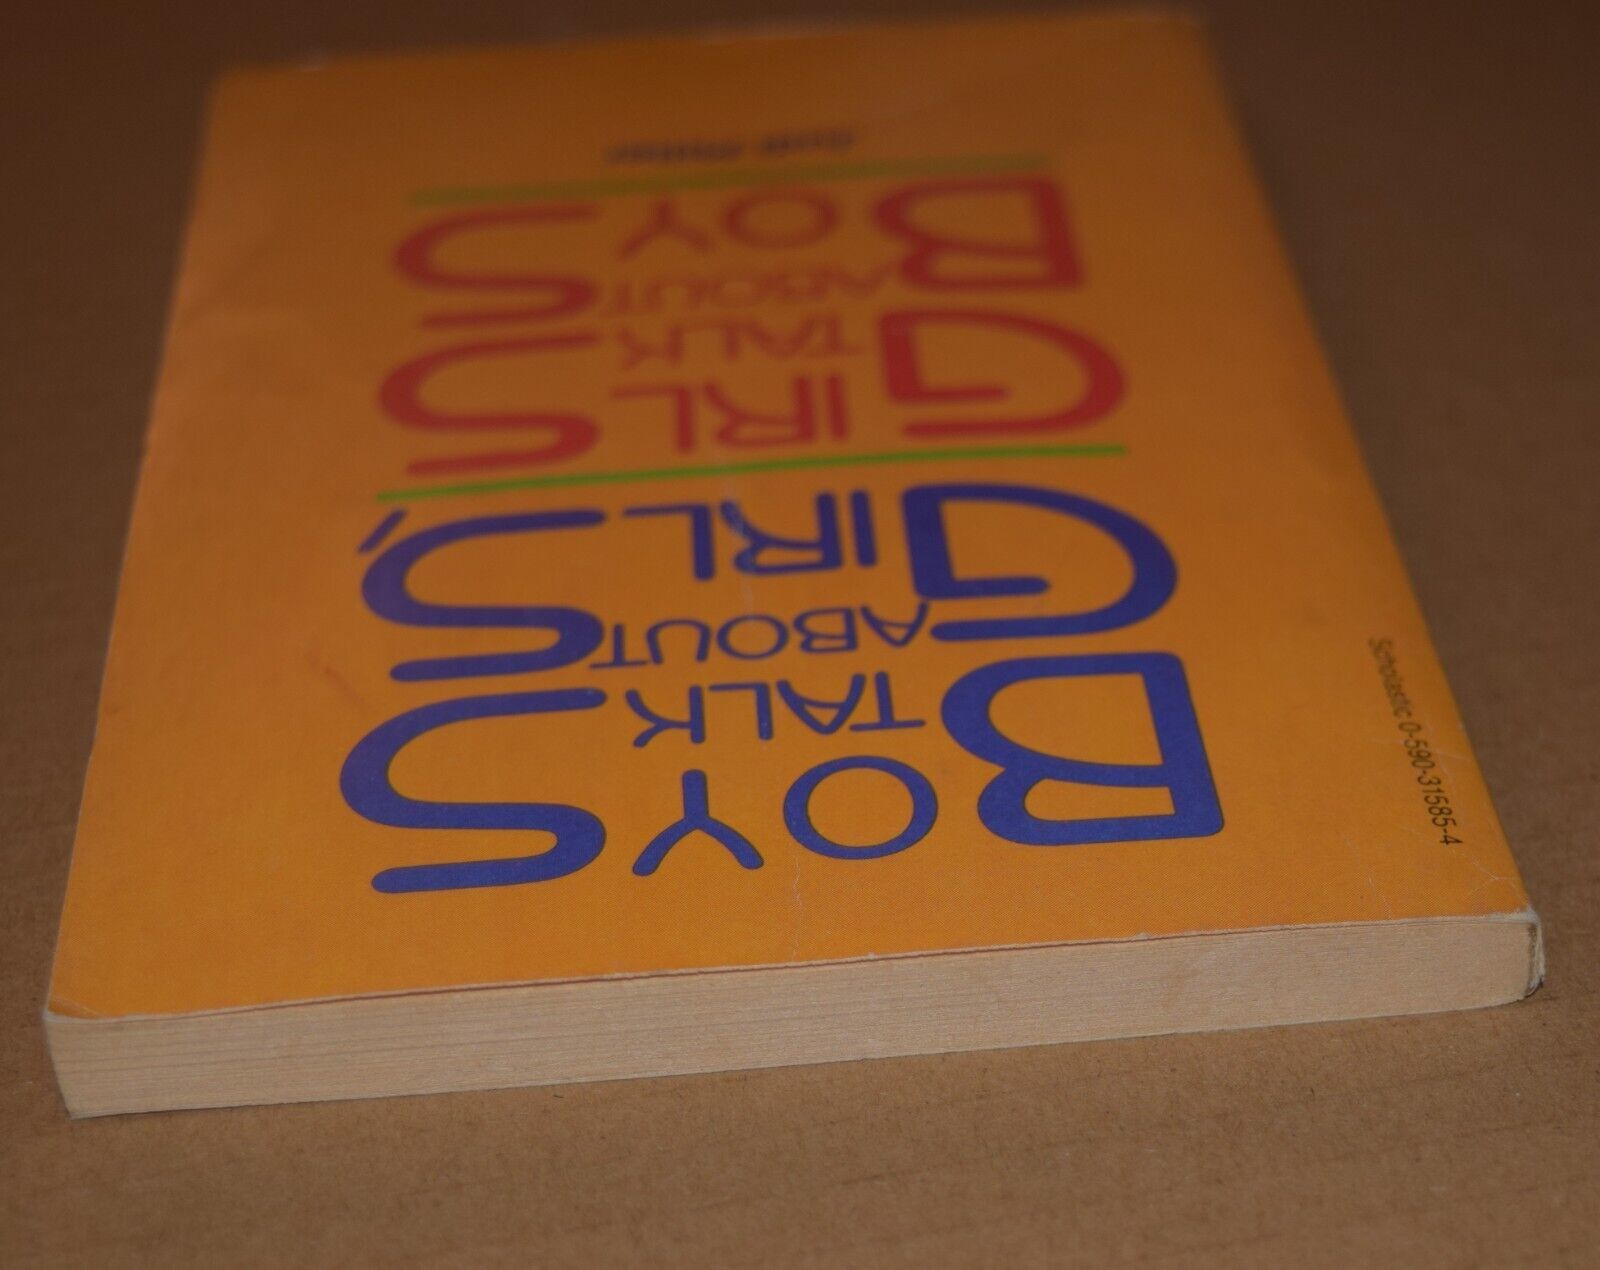 BOYS
TALK
ABOUT
GIRLS,
GIRLS
TALK
ABOUT
BOYS
Scholastic 0-590-31585-4